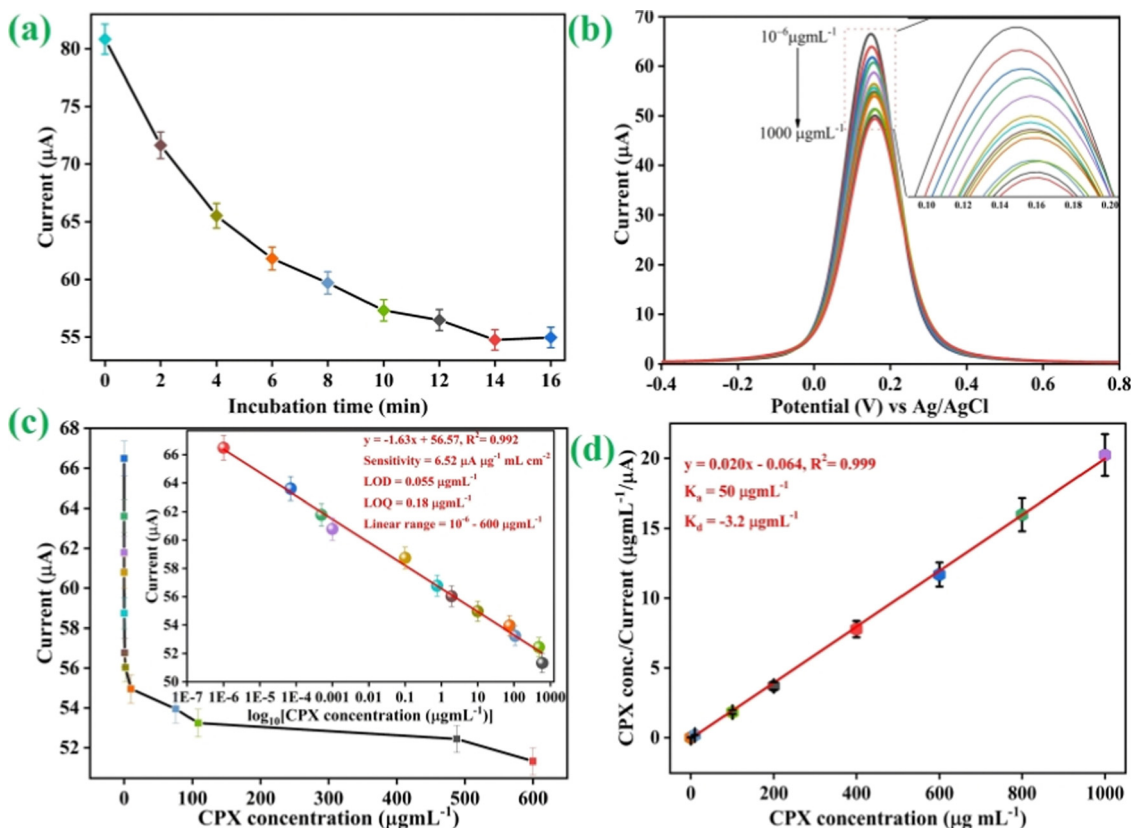 (a)
80
75
70
65
60
55
Current (μA)
0 2 4 6 8 10 12 14 16
Incubation time (min)
(b)
70
60
50
40
30
20
10
0
Current (μA)
10⁻⁶μgmL⁻¹
1000 μgmL⁻¹
0.10 0.12 0.14 0.16 0.18 0.20
-0.4 -0.2 0.0 0.2 0.4 0.6 0.8
Potential (V) vs Ag/AgCl
(c)
68
66
64
62
60
58
56
54
52
Current (μA)
66
64
62
60
58
56
54
52
50
Current (μA)
y = -1.63x + 56.57, R²= 0.992
Sensitivity = 6.52 μA μg⁻¹ mL cm⁻²
LOD = 0.055 μgmL⁻¹
LOQ = 0.18 μgmL⁻¹
Linear range = 10⁻⁶ - 600 μgmL⁻¹
1E-7 1E-6 1E-5 1E-4 0.001 0.01 0.1 1 10 100 1000
log₁₀[CPX concentration (μgmL⁻¹)]
0 100 200 300 400 500 600
CPX concentration (μgmL⁻¹)
(d)
20
15
10
5
0
CPX conc./Current (μgmL⁻¹/μA)
y = 0.020x - 0.064, R²= 0.999
Kₐ = 50 μgmL⁻¹
K_d = -3.2 μgmL⁻¹
0 200 400 600 800 1000
CPX concentration (μg mL⁻¹)